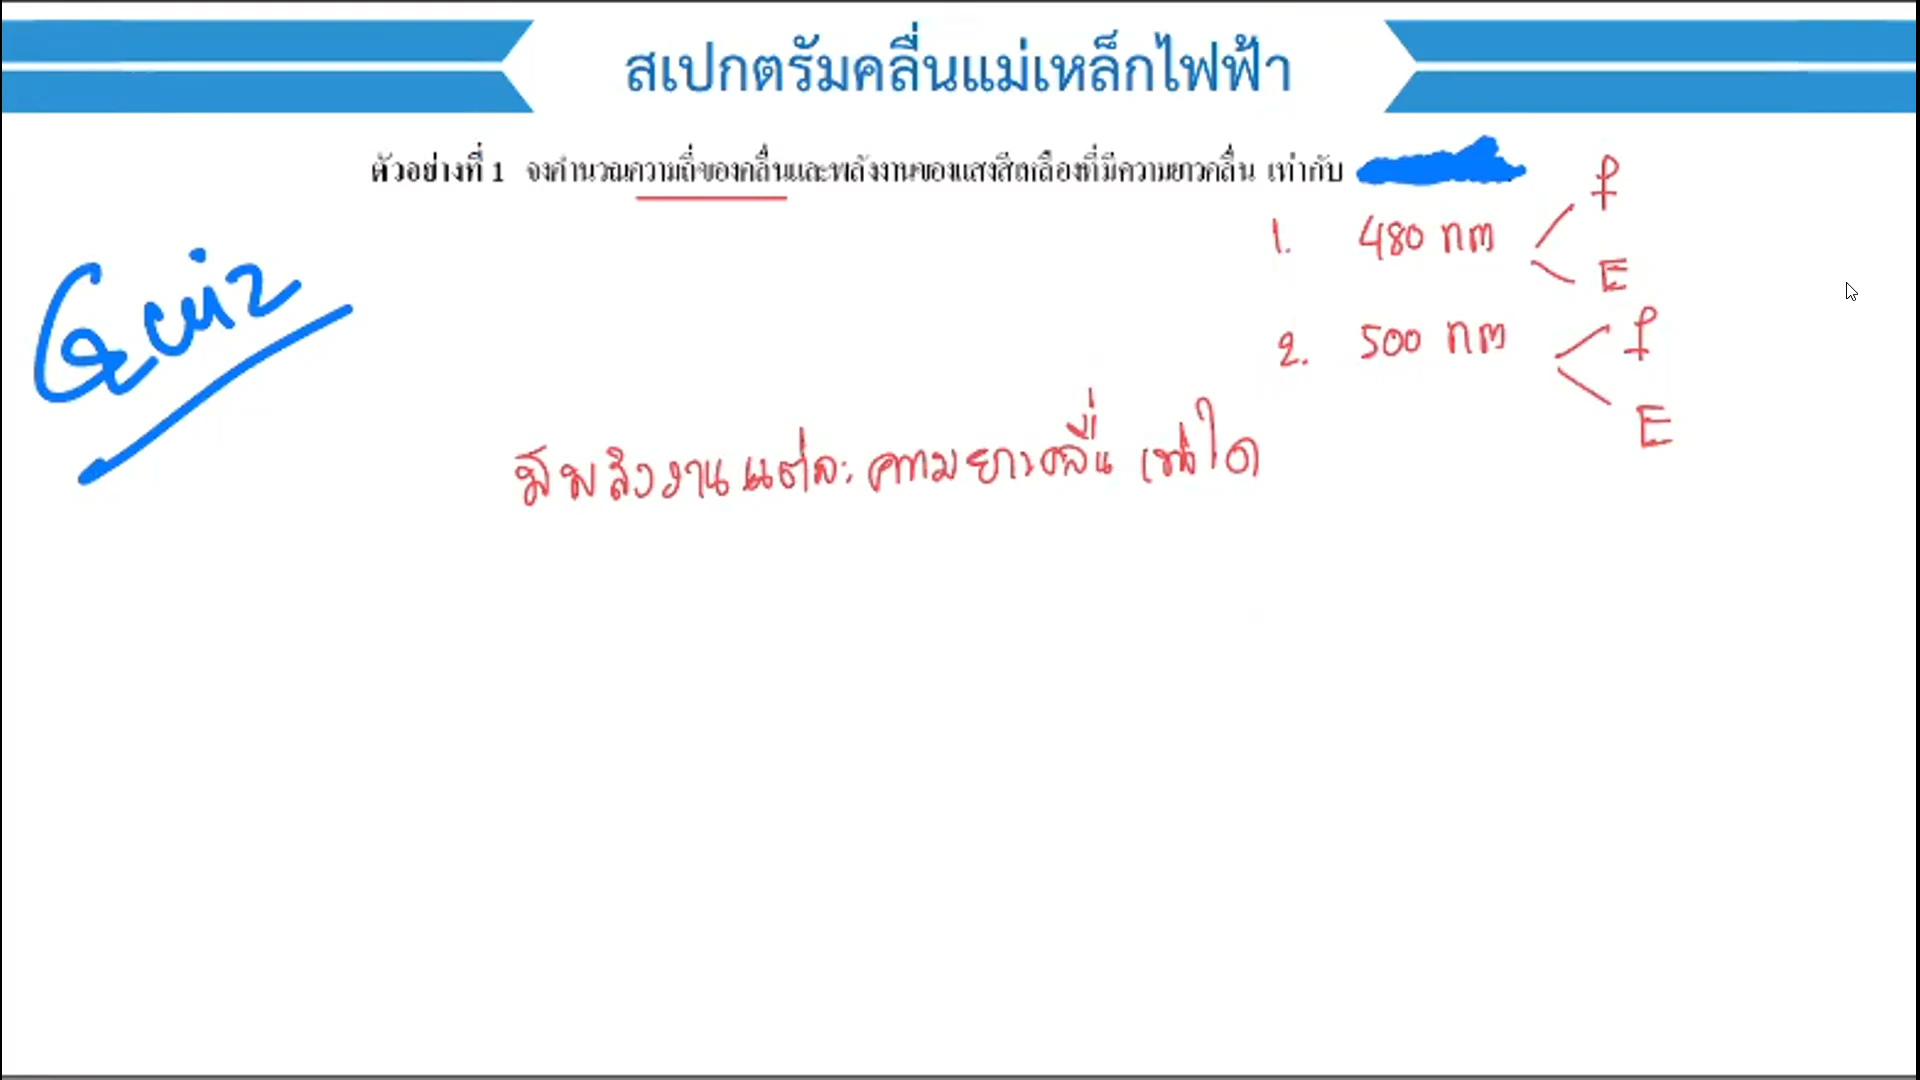 สเปกตรัมคลื่นแม่เหล็กไฟฟ้า
ตัวอย่างที่ 1 จงคำนวณความถี่ของคลื่นและพลังงานของแสงสีเหลืองที่มีความยาวคลื่น เท่ากับ
Quiz
1. 480 nm f
E
2. 500 nm f
E
มีพลังงานแต่ละความยาวคลื่นเท่าใด